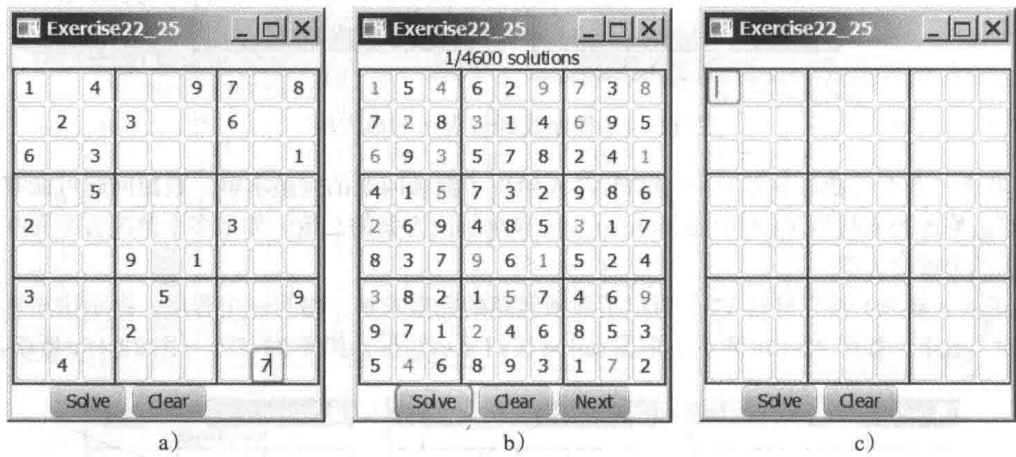 Exercise22_25
1 4 9 7 8
2 3 6
6 3 1
5
2 3
9 1
3 5 9
2
4 7
Solve Clear
a)
Exercise22_25
1/4600 solutions
1 5 4 6 2 9 7 3 8
7 2 8 3 1 4 6 9 5
6 9 3 5 7 8 2 4 1
4 1 5 7 3 2 9 8 6
2 6 9 4 8 5 3 1 7
8 3 7 9 6 1 5 2 4
3 8 2 1 5 7 4 6 9
9 7 1 2 4 6 8 5 3
5 4 6 8 9 3 1 7 2
Solve Clear Next
b)
Exercise22_25
Solve Clear
c)